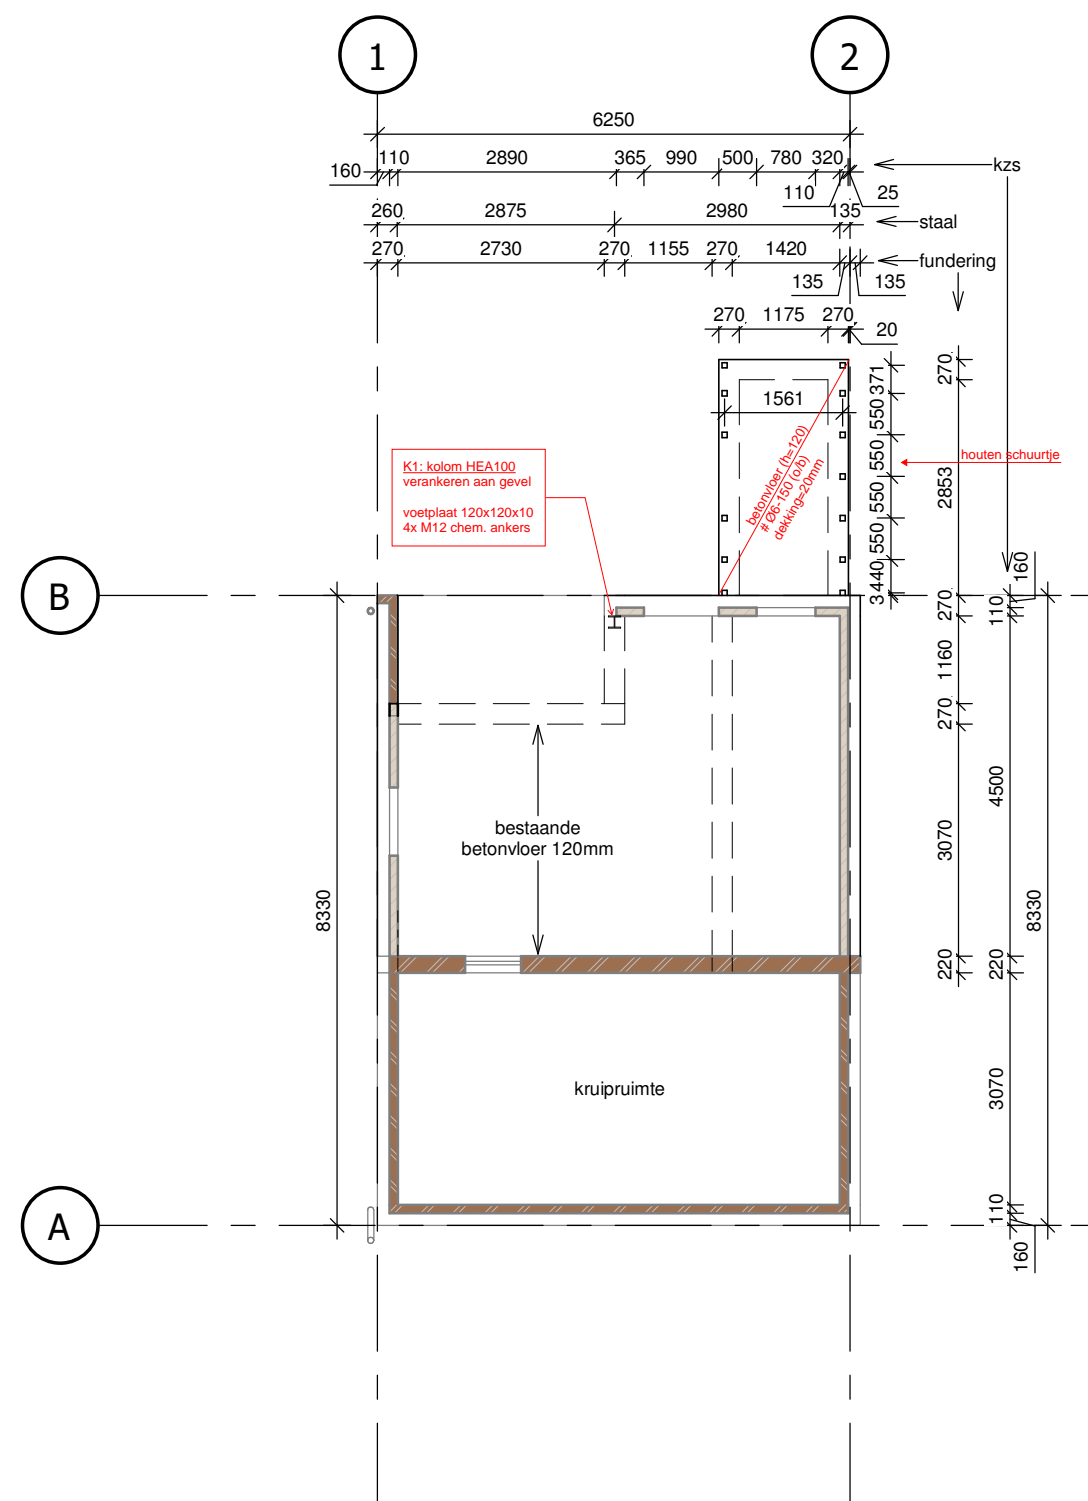 1
2
6250
110 2890 365 990 500 780 320
160
110 25
kzs
260 2875 2980 135
staal
270 2730 270 1155 270 1420
fundering
135 135
270 1175 270
20
1561
betonvloer (h=120)
# Ø6-150 (o/b)
dekking=20mm
371
550
550
550
550
440
3
houten schuurtje
270
2853
270
1160
270
3070
220
160
110
4500
220
3070
110
160
8330
8330
K1: kolom HEA100
verankeren aan gevel
voetplaat 120x120x10
4x M12 chem. ankers
B
bestaande
betonvloer 120mm
kruipruimte
A